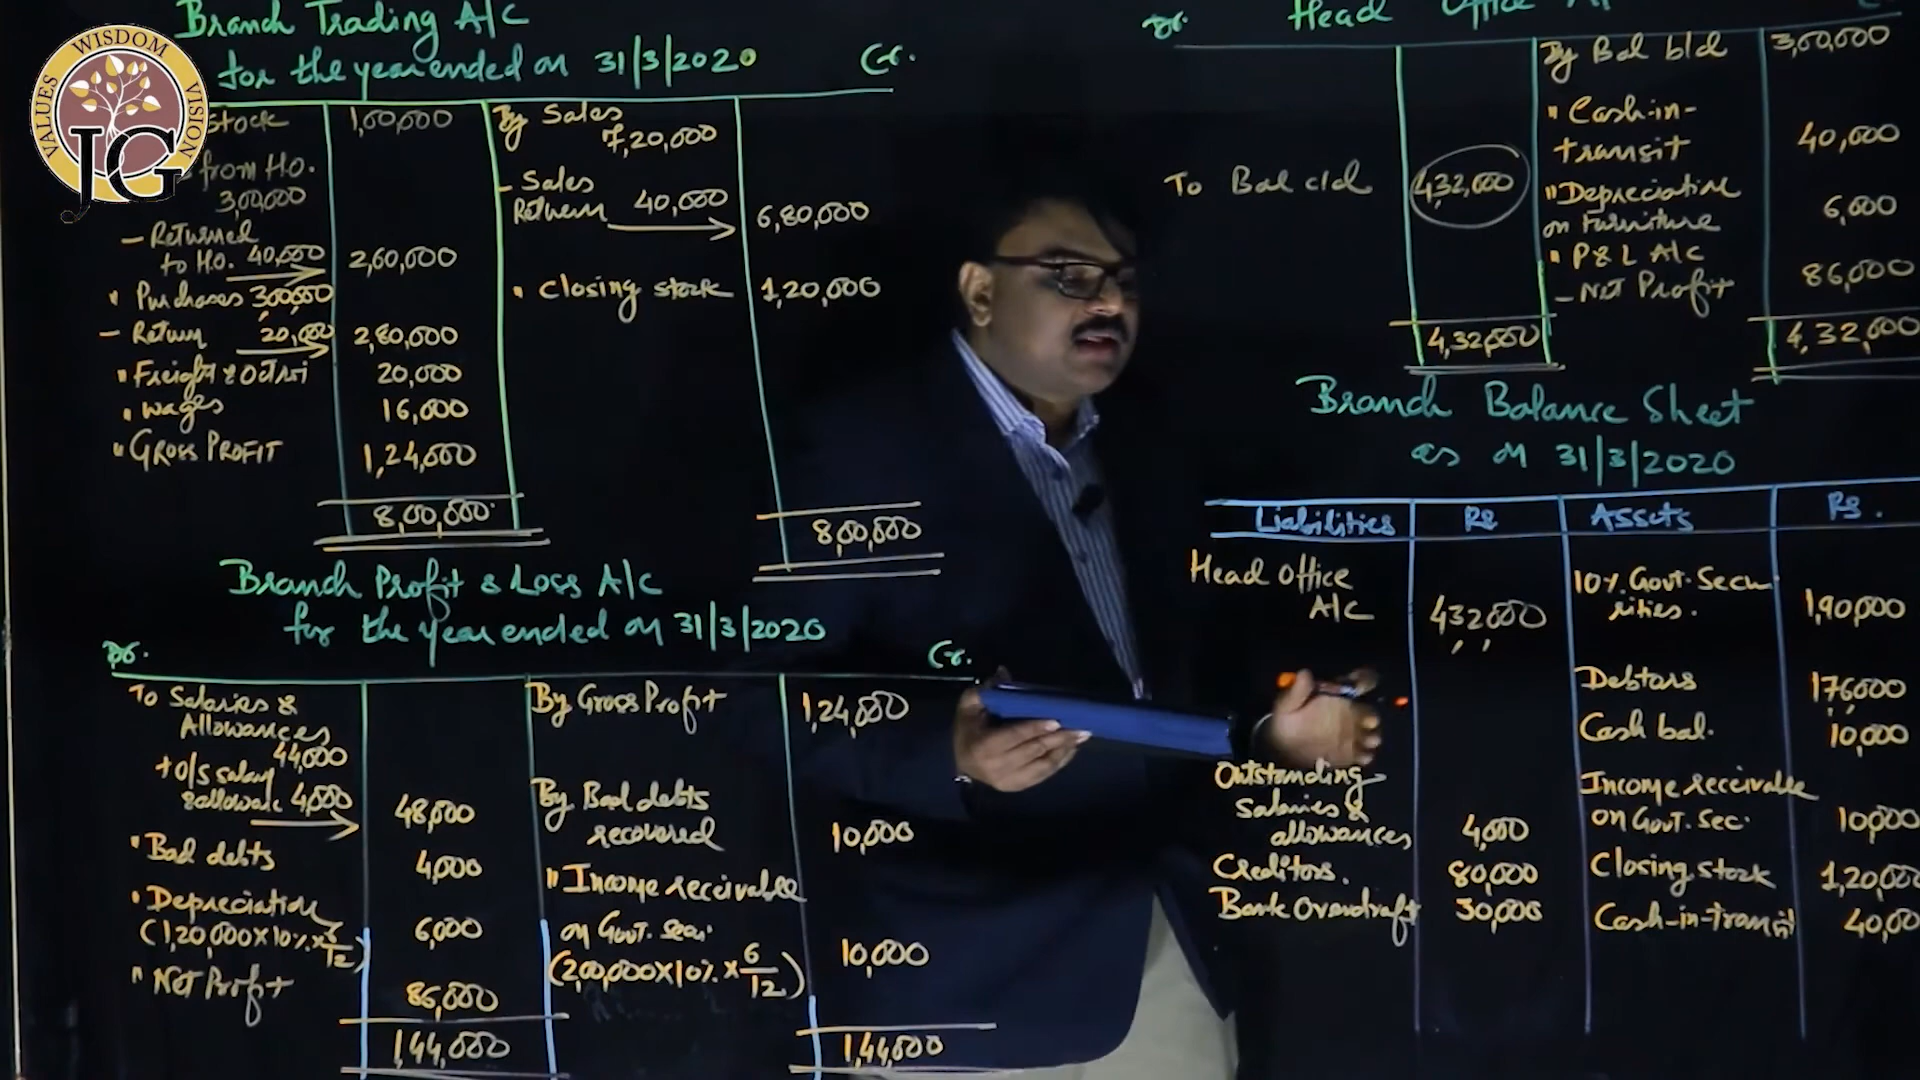 VALUES WISDOM VISION
JG
Branch Trading A/C
for the year ended on 31/3/2020 Cr.
stock 1,00,000 By Sales
7,20,000
from H.O.
3,00,000
- Sales
Return 40,000 6,80,000
- Returned
to H.O. 40,000 2,60,000
" Purchases 3,00,000 " Closing stock 1,20,000
- Return 20,000 2,80,000
" Freight & Octroi 20,000
" Wages 16,000
" GROSS PROFIT 1,24,000
8,00,000 8,00,000
Branch Profit & Loss A/C
for the year ended on 31/3/2020
Dr. Cr.
To Salaries &
Allowances
44,000
+ O/S salary
& allowance 4,000 48,000
" Bad debts 4,000
" Depreciation
(1,20,000 X 10% X 6/12) 6,000
" Net Profit 86,000
1,44,000
By Gross Profit 1,24,000
By Bad debts
recovered 10,000
" Income receivable
on Govt. Secu.
(2,00,000 X 10% X 6/12) 10,000
1,44,000
Dr. Head Office
To Bal c/d 4,32,000
4,32,000
By Bal b/d 3,00,000
" Cash-in-
transit 40,000
" Depreciation
on Furniture 6,000
" P & L A/C
- Net Profit 86,000
4,32,000
Branch Balance Sheet
as on 31/3/2020
Liabilities Rs Assets Rs.
Head Office
A/C 432000
Outstanding
Salaries &
allowances 4,000
Creditors. 80,000
Bank Overdraft 30,000
10% Govt. Secu
rities. 1,90,000
Debtors 1,76,000
Cash bal. 10,000
Income receivable
on Govt. Sec. 10,000
Closing stock 1,20,000
Cash-in-transit 40,00